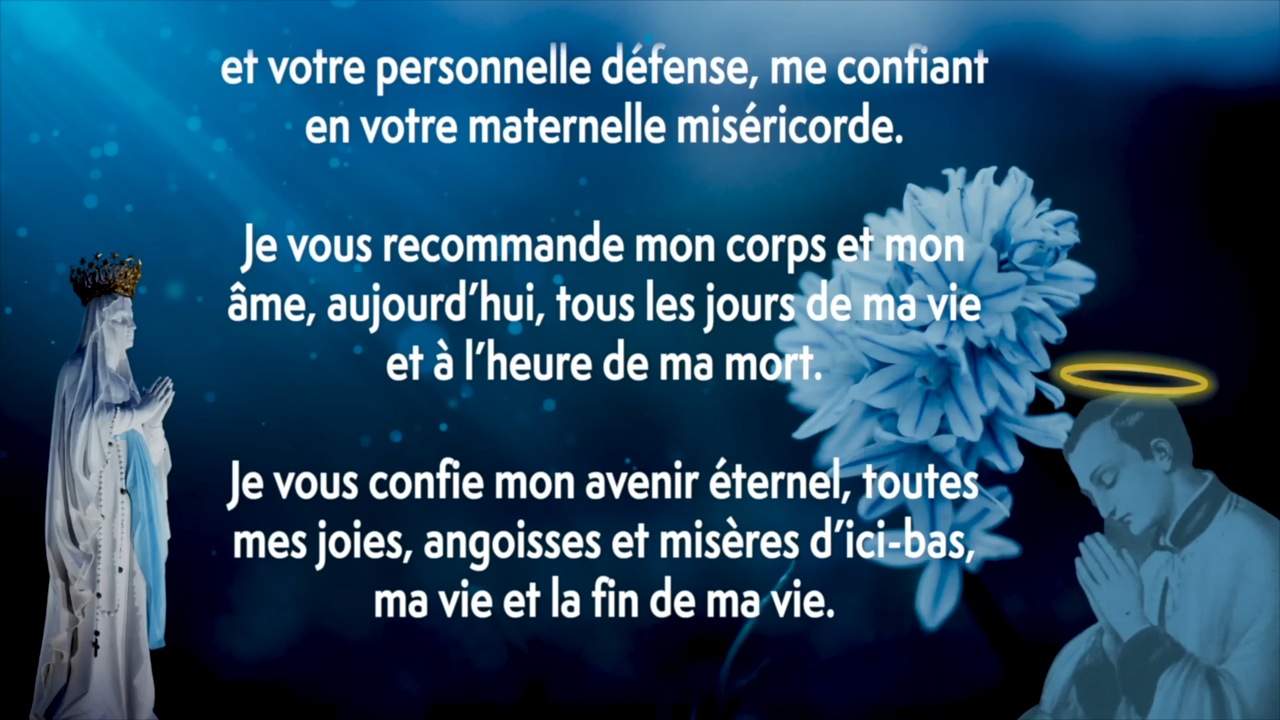 et votre personnelle défense, me confiant
en votre maternelle miséricorde.
Je vous recommande mon corps et mon
âme, aujourd’hui, tous les jours de ma vie
et à l’heure de ma mort.
Je vous confie mon avenir éternel, toutes
mes joies, angoisses et misères d’ici-bas,
ma vie et la fin de ma vie.